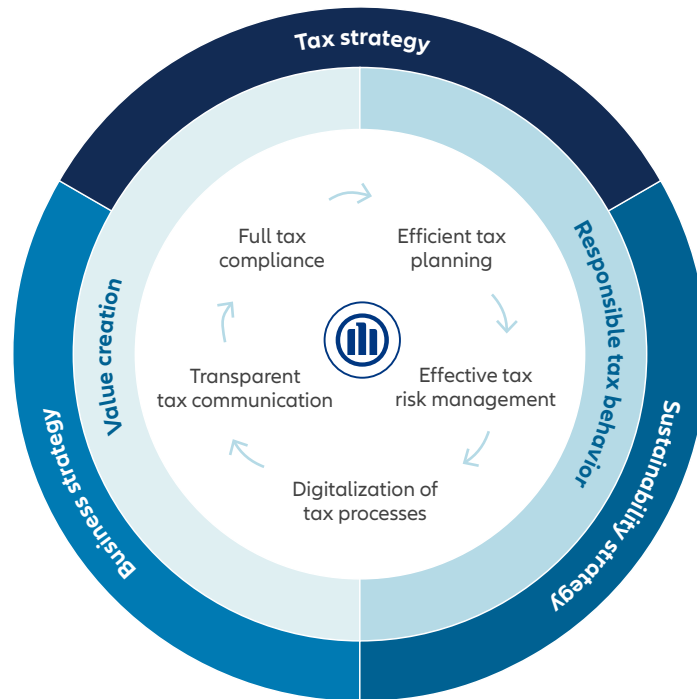 Tax strategy
Full tax
compliance
Efficient tax
planning
Value creation
Responsible tax behavior
Transparent
tax communication
Effective tax
risk management
Business strategy
Sustainability strategy
Digitalization of
tax processes